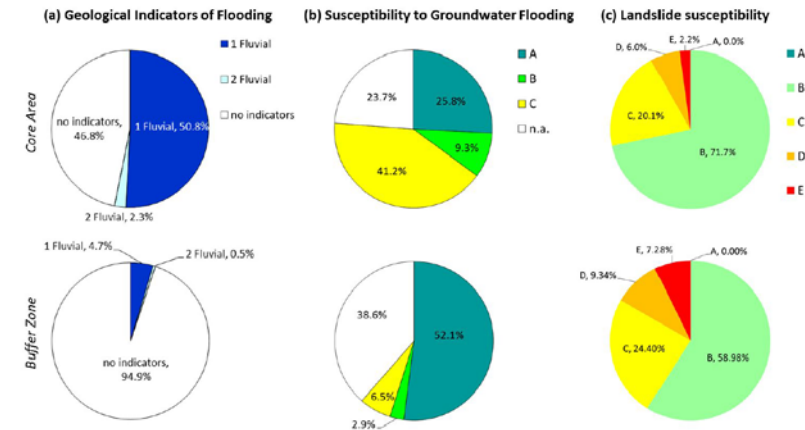 (a) Geological Indicators of Flooding
(b) Susceptibility to Groundwater Flooding
(c) Landslide susceptibility
Core Area
1 Fluvial
2 Fluvial
no indicators
no indicators,
46.8%
1 Fluvial, 50.8%
2 Fluvial, 2.3%
A
B
C
n.a.
23.7%
25.8%
9.3%
41.2%
E, 2.2%
A, 0.0%
D, 6.0%
C, 20.1%
B, 71.7%
A
B
C
D
E
Buffer Zone
1 Fluvial, 4.7%
2 Fluvial, 0.5%
no indicators,
94.9%
38.6%
52.1%
6.5%
2.9%
E, 7.28%
A, 0.00%
D, 9.34%
C, 24.40%
B, 58.98%